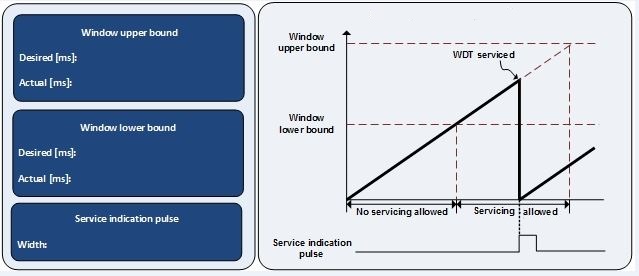 Window upper bound
Desired [ms]:
Actual [ms]:
Window lower bound
Desired [ms]:
Actual [ms]:
Service indication pulse
Width:
Window
upper bound
WDT serviced
Window
lower bound
No servicing allowed
Servicing allowed
Service indication
pulse